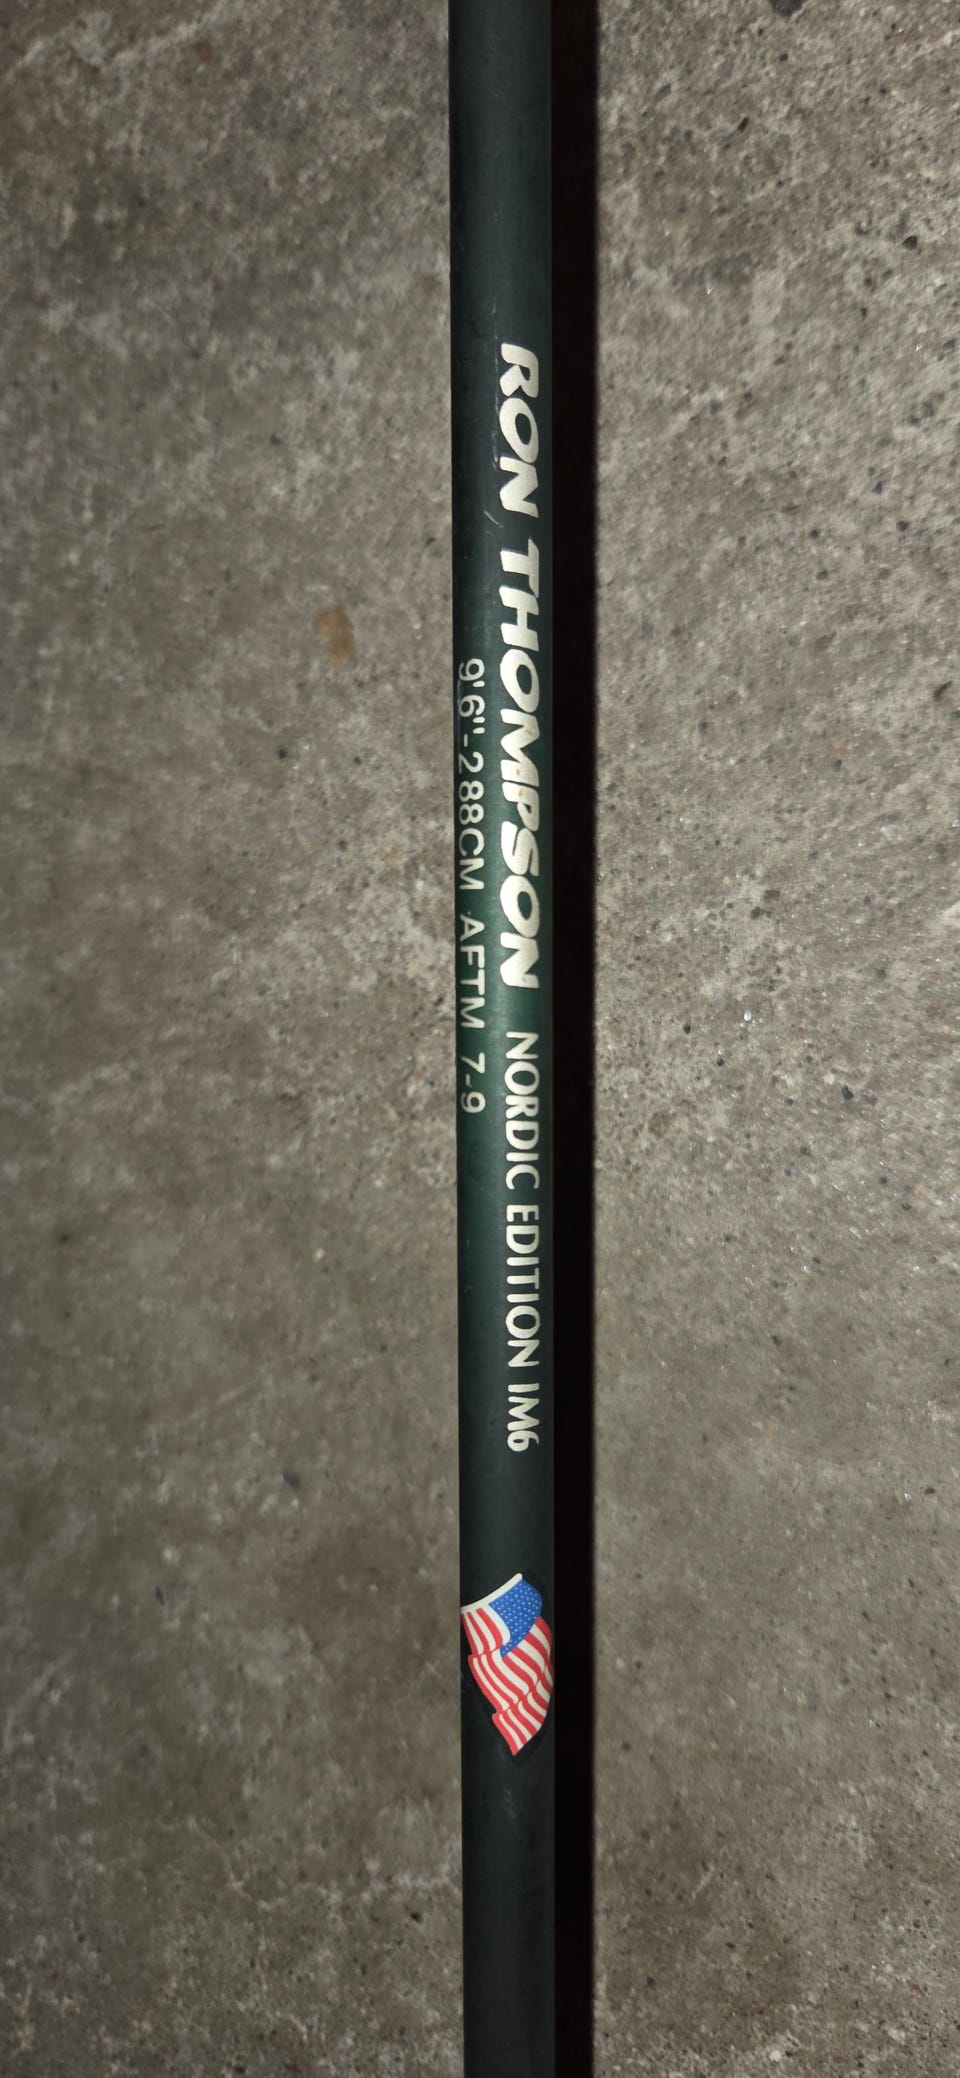 RON THOMPSON NORDIC EDITION IM6
9'6"-288CM AFTM 7-9